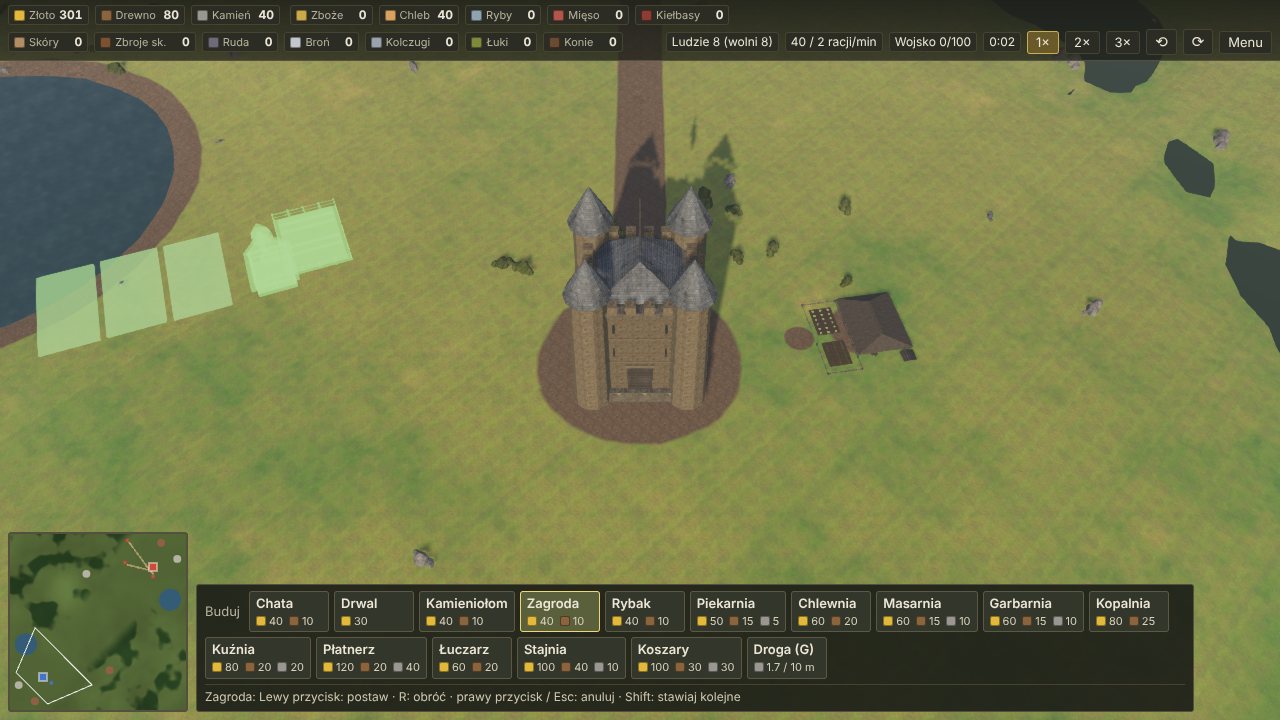 Złoto 301 Drewno 80 Kamień 40 Zboże 0 Chleb 40 Ryby 0 Mięso 0 Kiełbasy 0
Skóry 0 Zbroje sk. 0 Ruda 0 Broń 0 Kolczugi 0 Łuki 0 Konie 0 Ludzie 8 (wolni 8) 40 / 2 racji/min Wojsko 0/100 0:02 1× 2× 3× ⟲ ⟳ Menu
Buduj
Chata 40 10
Drwal 30
Kamieniołom 40 10
Zagroda 40 10
Rybak 40 10
Piekarnia 50 15 5
Chlewnia 60 20
Masarnia 60 15 10
Garbarnia 60 15 10
Kopalnia 80 25
Kuźnia 80 20 20
Płatnerz 120 20 40
Łuczarz 60 20
Stajnia 100 40 10
Koszary 100 30 30
Droga (G) 1.7 / 10 m
Zagroda: Lewy przycisk: postaw · R: obróć · prawy przycisk / Esc: anuluj · Shift: stawiaj kolejne